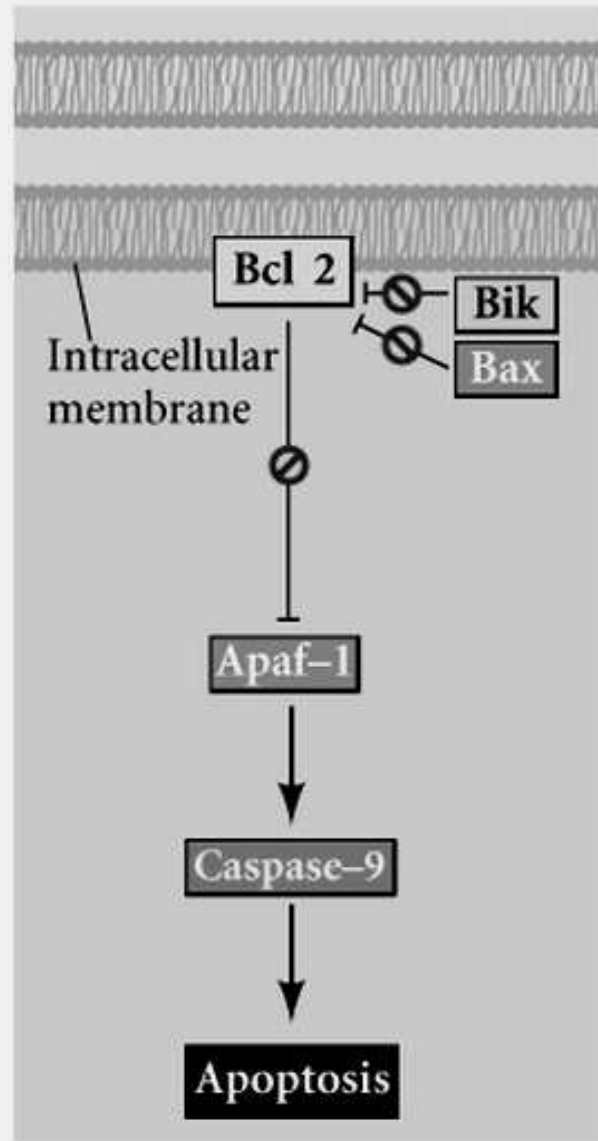 Bcl 2
Bik
Bax
Intracellular
membrane
Apaf–1
Caspase–9
Apoptosis